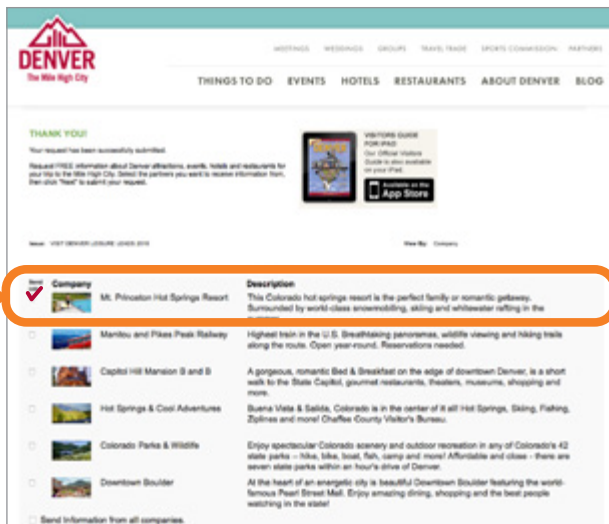 DENVER
The Mile High City
MEETINGS WEDDINGS GROUPS TRAVEL TRADE SPORTS COMMISSION PARTNERS
THINGS TO DO EVENTS HOTELS RESTAURANTS ABOUT DENVER BLOG
THANK YOU!
Your request has been successfully submitted.
Request FREE information about Denver attractions, events, hotels and restaurants for
your trip to the Mile High City. Select the partners you want to receive information from,
then click "Next" to submit your request.
VISITORS GUIDE
FOR IPAD
Our Official Visitors
Guide is also available
on your iPad.
Available on the
App Store
Issue: VISIT DENVER LEISURE LEADS 2015 View By: Company
Send Company Description
Mt. Princeton Hot Springs Resort This Colorado hot springs resort is the perfect family or romantic getaway.
Surrounded by world-class snowmobiling, skiing and whitewater rafting in the
Manitou and Pikes Peak Railway Highest train in the U.S. Breathtaking panoramas, wildlife viewing and hiking trails
along the route. Open year-round. Reservations needed.
Capitol Hill Mansion B and B A gorgeous, romantic Bed & Breakfast on the edge of downtown Denver, is a short
walk to the State Capitol, gourmet restaurants, theaters, museums, shopping and
more.
Hot Springs & Cool Adventures Buena Vista & Salida, Colorado is in the center of it all! Hot Springs, Skiing, Fishing,
Ziplines and more! Chaffee County Visitor's Bureau.
Colorado Parks & Wildlife Enjoy spectacular Colorado scenery and outdoor recreation in any of Colorado's 42
state parks – hike, bike, boat, fish, camp and more! Affordable and close - there are
seven state parks within an hour's drive of Denver.
Downtown Boulder At the heart of an energetic city is beautiful Downtown Boulder featuring the world-
famous Pearl Street Mall. Enjoy amazing dining, shopping and the best people
watching in the state!
Send Information from all companies.